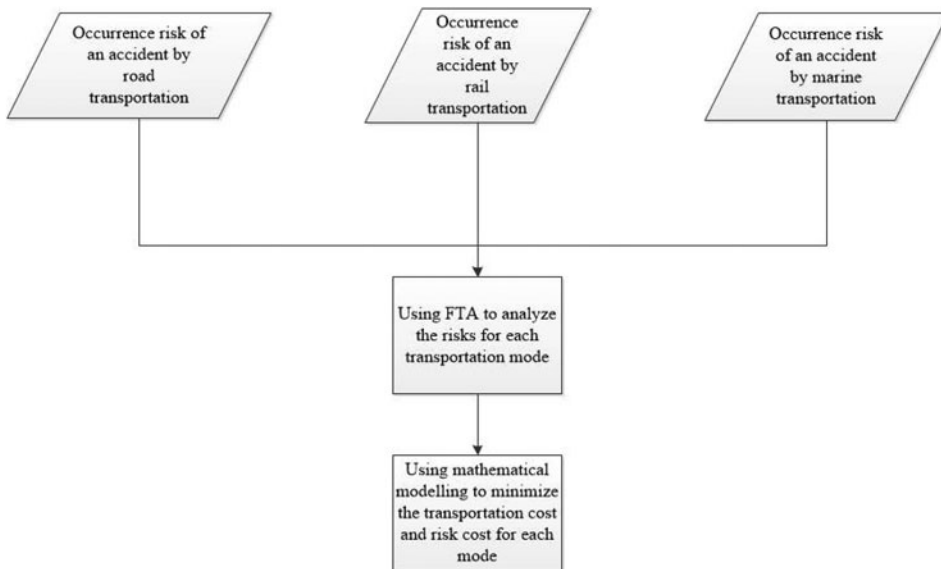 Occurrence risk of
an accident by
road
transportation
Occurrence
risk of an
accident by
rail
transportation
Occurrence risk
of an accident
by marine
transportation
Using FTA to analyze
the risks for each
transportation mode
Using mathematical
modelling to minimize
the transportation cost
and risk cost for each
mode